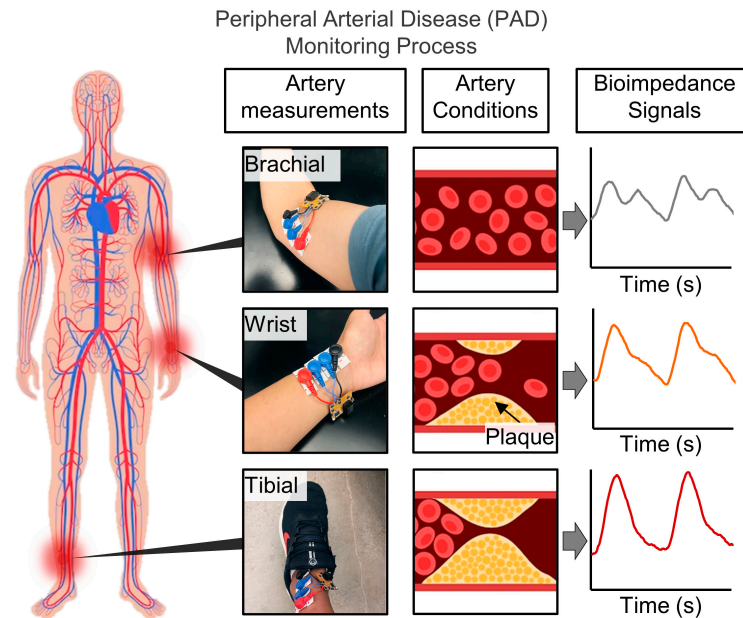 Peripheral Arterial Disease (PAD)
Monitoring Process
Artery
measurements
Artery
Conditions
Bioimpedance
Signals
Brachial
Time (s)
Wrist
Plaque
Time (s)
Tibial
Time (s)